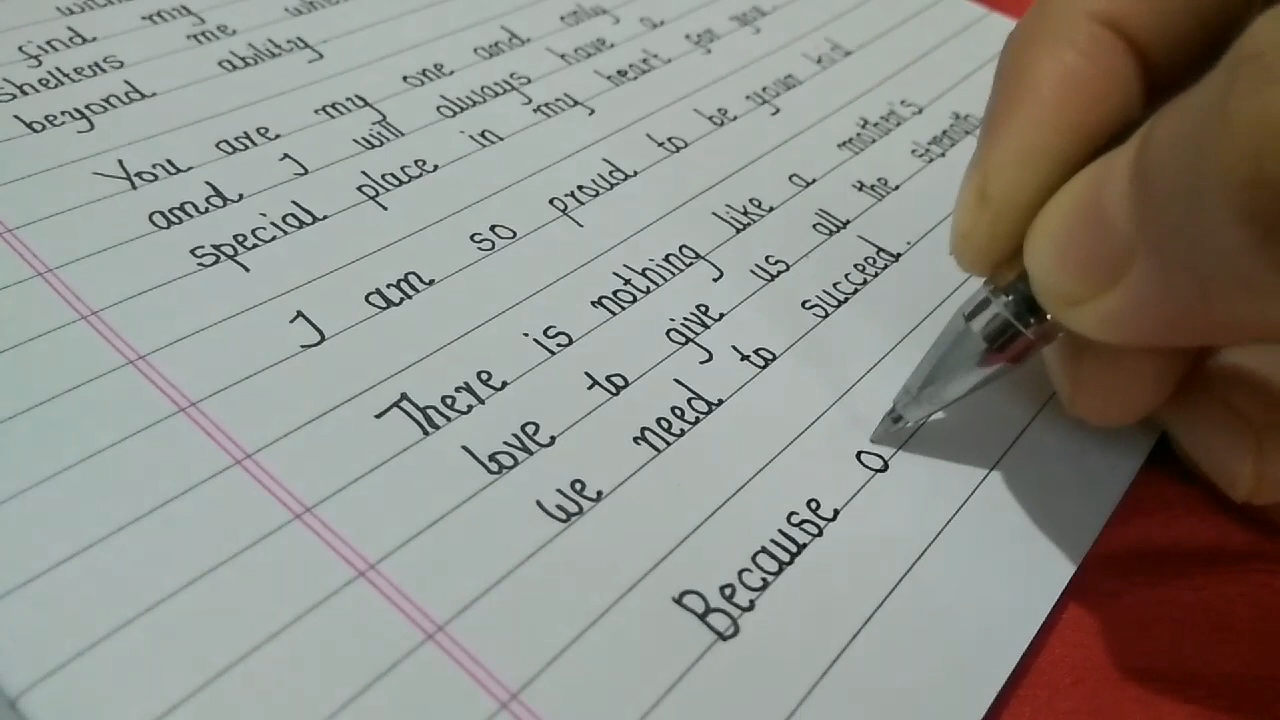 find my
shelters me
beyond ability
You are my one and only
and I will always have a
special place in my heart for you.
I am so proud to be your kid
There is nothing like a mother's
love to give us all the strength
we need to succeed.
Because o